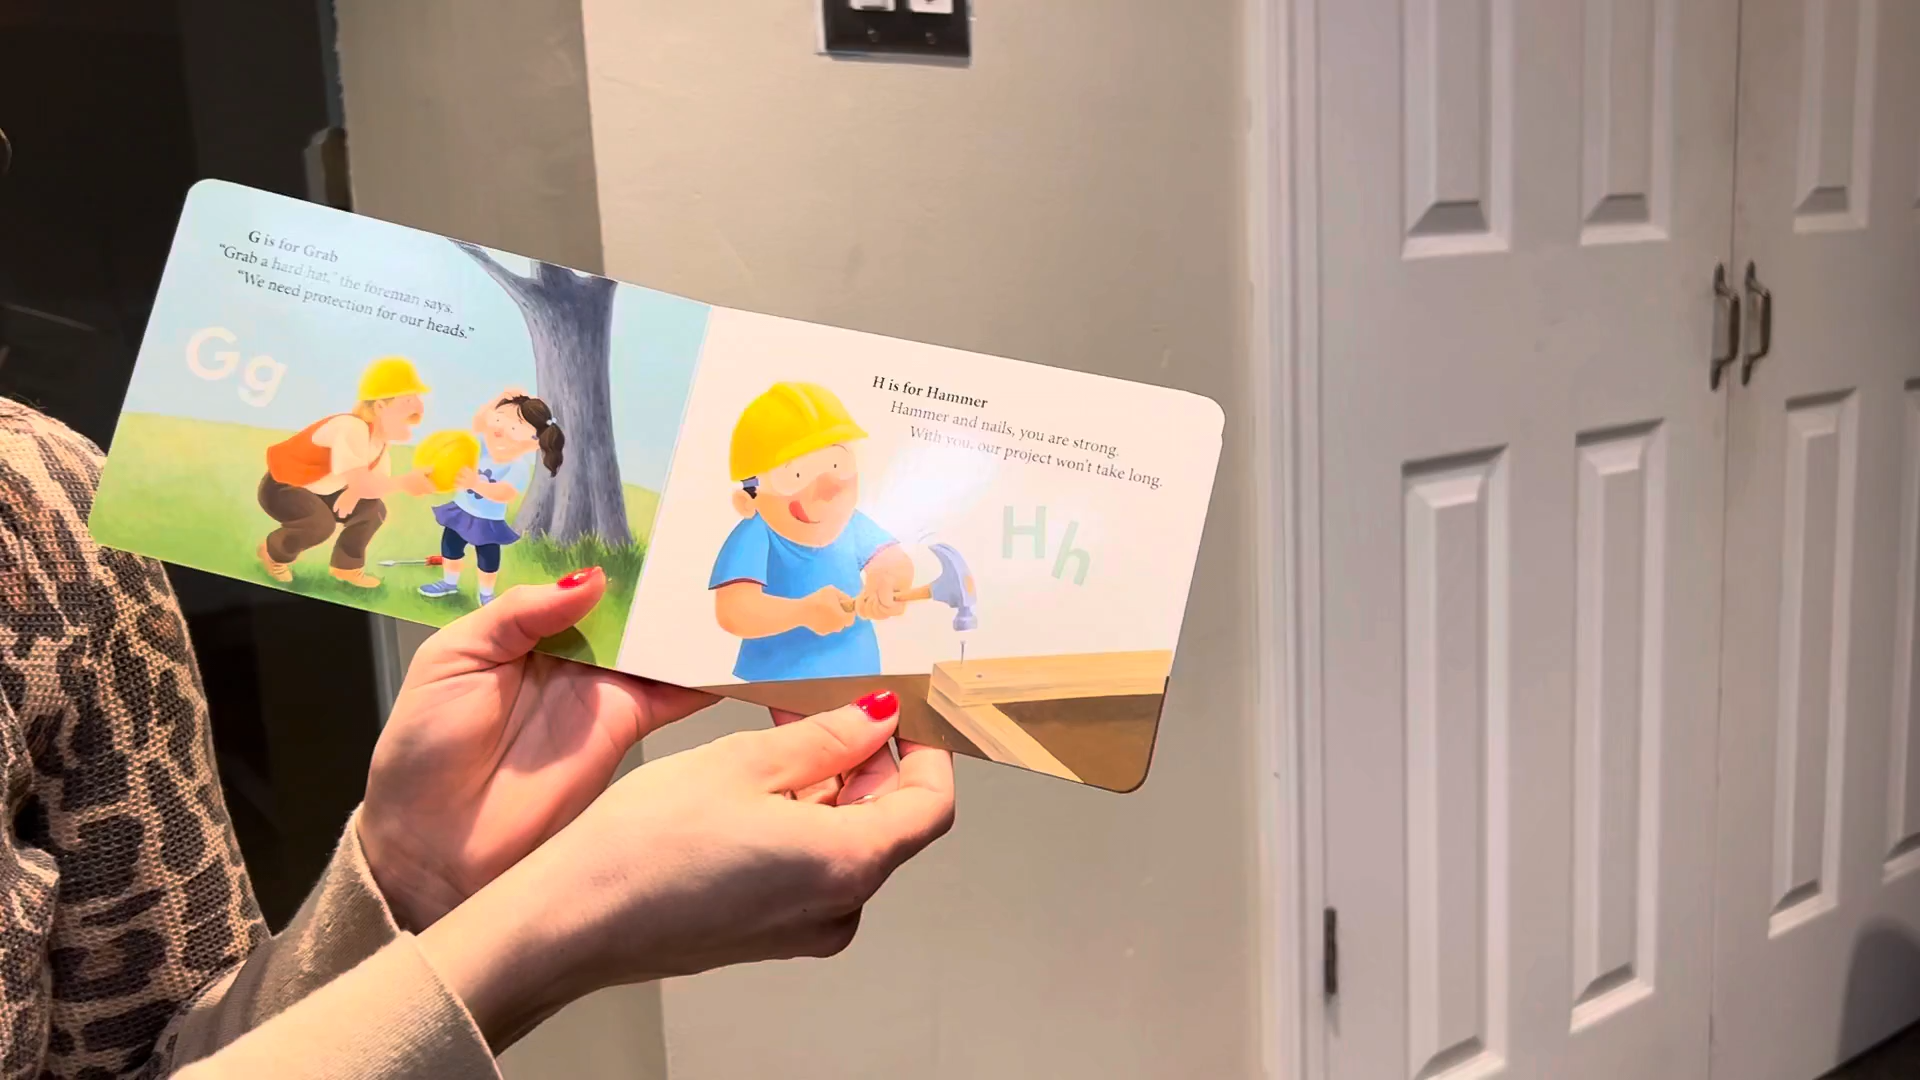 G is for Grab
“Grab a hard hat,” the foreman says.
“We need protection for our heads.”
Gg
H is for Hammer
Hammer and nails, you are strong.
With you, our project won’t take long.
Hh